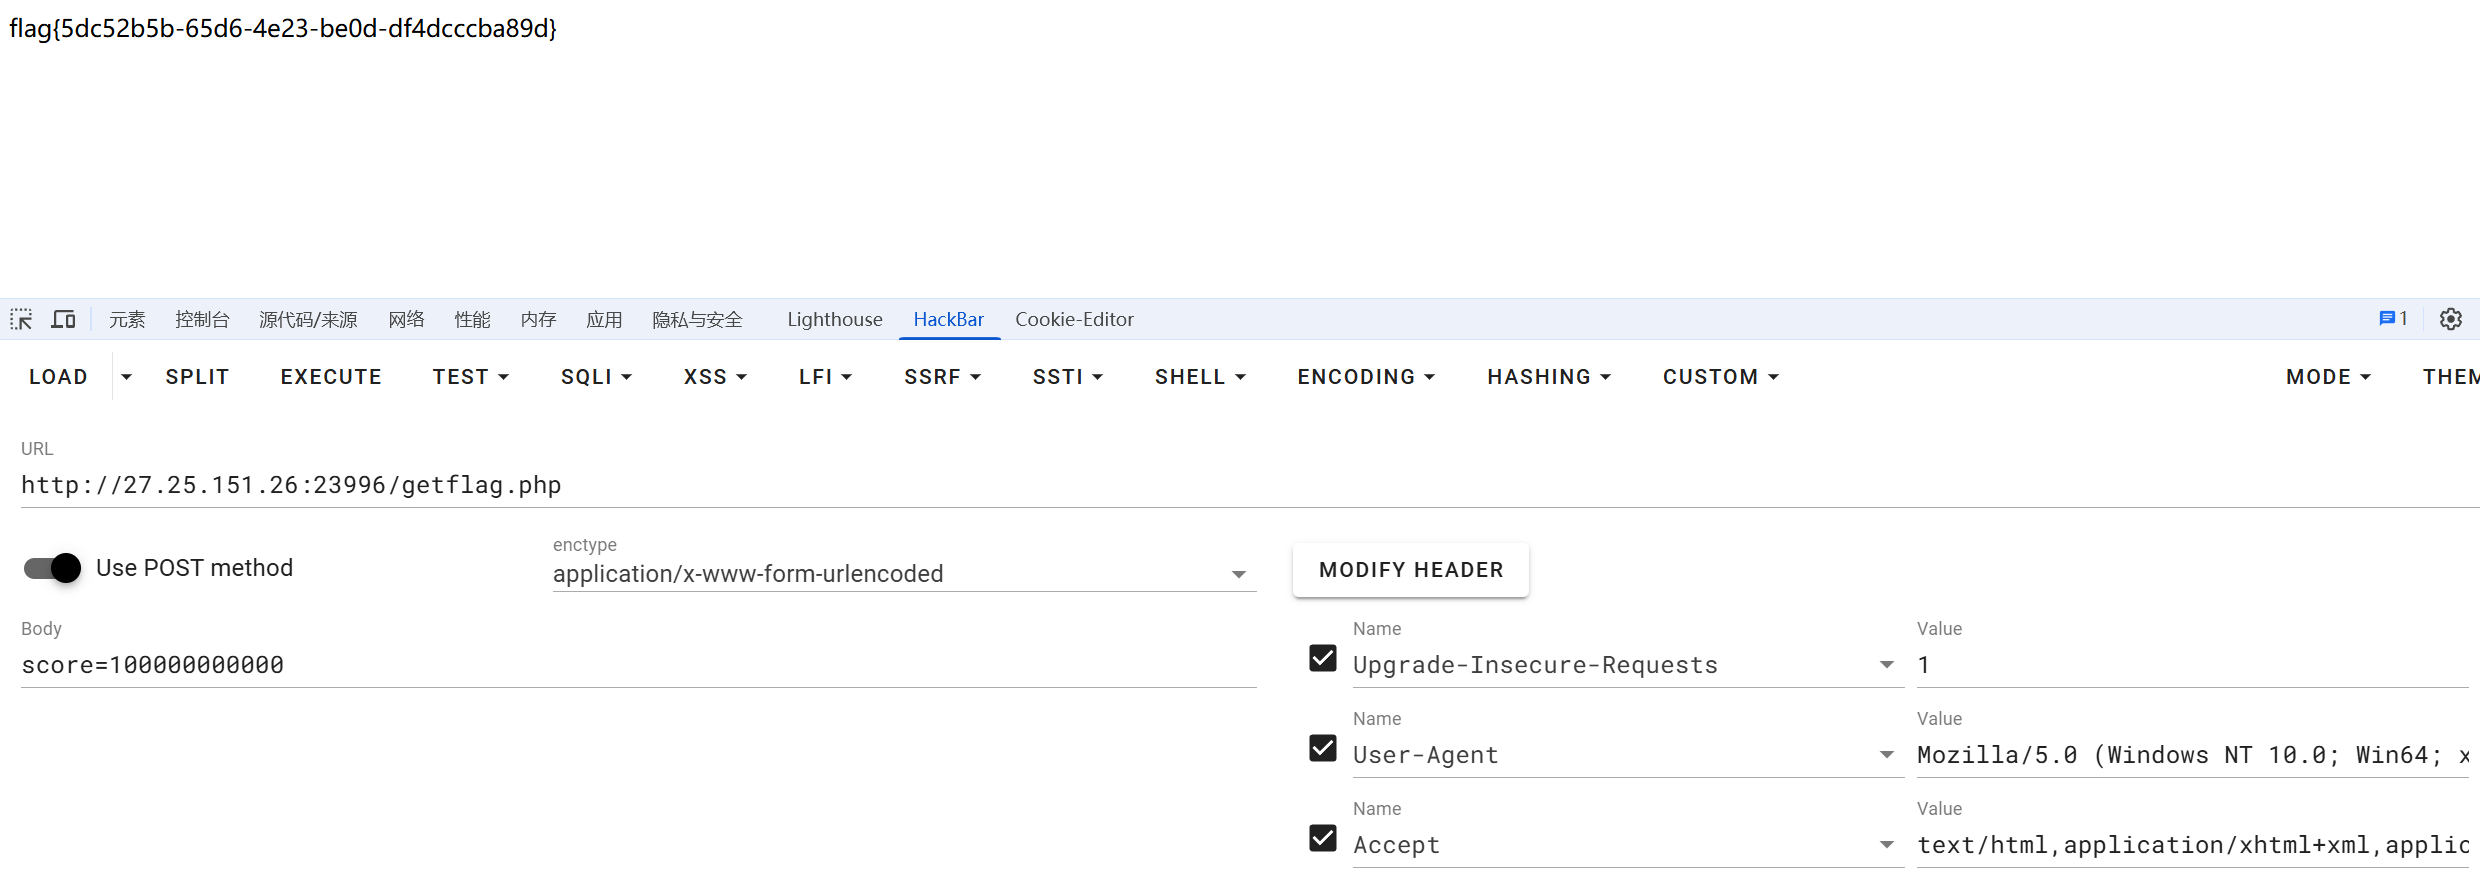 flag{5dc52b5b-65d6-4e23-be0d-df4dcccba89d}
元素 控制台 源代码/来源 网络 性能 内存 应用 隐私与安全 Lighthouse HackBar Cookie-Editor 1
LOAD SPLIT EXECUTE TEST SQLI XSS LFI SSRF SSTI SHELL ENCODING HASHING CUSTOM MODE THEM
URL
http://27.25.151.26:23996/getflag.php
Use POST method
enctype
application/x-www-form-urlencoded
MODIFY HEADER
Body
score=100000000000
Name Value
Upgrade-Insecure-Requests 1
Name Value
User-Agent Mozilla/5.0 (Windows NT 10.0; Win64; x
Name Value
Accept text/html,application/xhtml+xml,applic